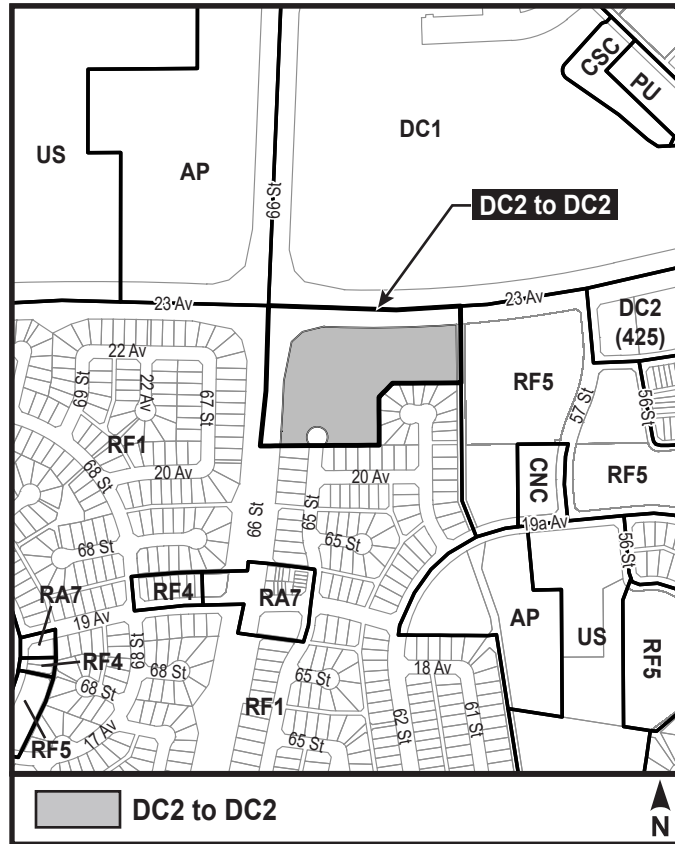 CSC
PU
DC1
US
AP
66 St
DC2 to DC2
23 Av
23 Av
DC2
(425)
22 Av
69 St
22 Av
67 St
RF5
57 St
56 St
RF1
68 St
20 Av
20 Av
CNC
RF5
66 St
65 St
19a Av
68 St
65 St
56 St
RA7
RF4
RA7
19 Av
AP
US
RF4
68 St
68 St
65 St
18 Av
RF5
RF1
62 St
61 St
RF5
17 Av
65 St
DC2 to DC2
N